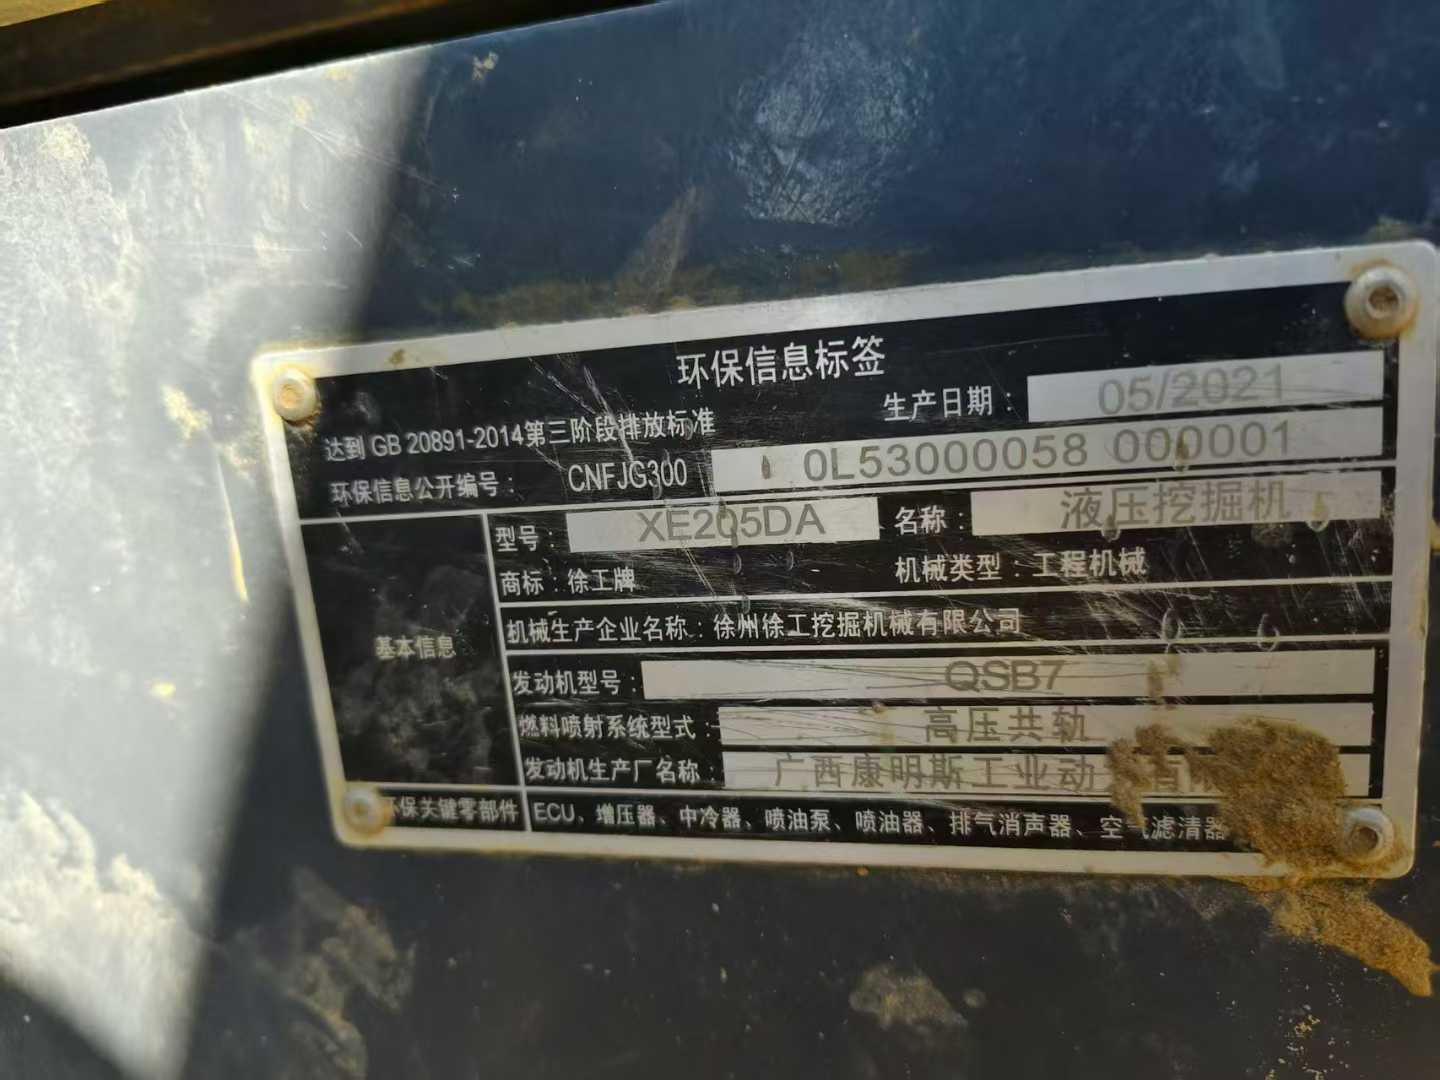 环保信息标签
达到 GB 20891-2014第三阶段排放标准 生产日期： 05/2021
环保信息公开编号： CNFJG300 0L53000058 000001
基本信息
型号： XE205DA 名称： 液压挖掘机
商标：徐工牌 机械类型：工程机械
机械生产企业名称：徐州徐工挖掘机械有限公司
发动机型号： QSB7
燃料喷射系统型式： 高压共轨
发动机生产厂名称： 广西康明斯工业动 有
环保关键零部件 ECU、增压器、中冷器、喷油泵、喷油器、排气消声器、空气滤清器